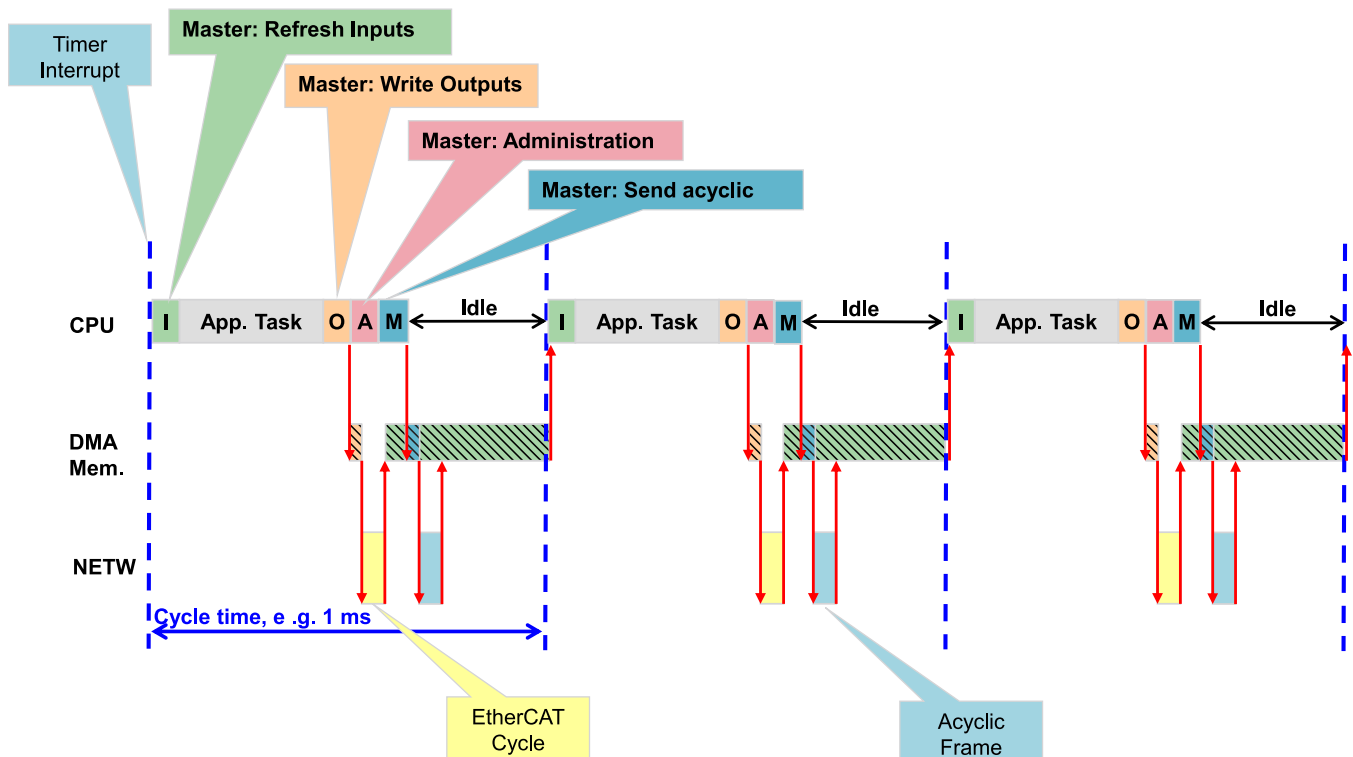 Timer
Interrupt
Master: Refresh Inputs
Master: Write Outputs
Master: Administration
Master: Send acyclic
CPU
I
App. Task
O
A
M
Idle
I
App. Task
O
A
M
Idle
I
App. Task
O
A
M
Idle
DMA
Mem.
NETW
Cycle time, e .g. 1 ms
EtherCAT
Cycle
Acyclic
Frame